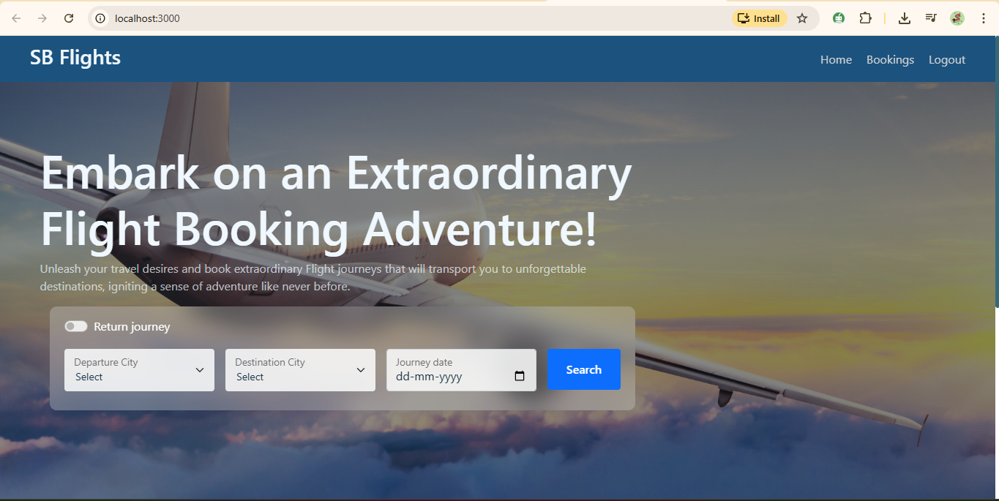 localhost:3000
Install
SB Flights
Home Bookings Logout
Embark on an Extraordinary
Flight Booking Adventure!
Unleash your travel desires and book extraordinary Flight journeys that will transport you to unforgettable
destinations, igniting a sense of adventure like never before.
Return journey
Departure City
Select
Destination City
Select
Journey date
dd-mm-yyyy
Search